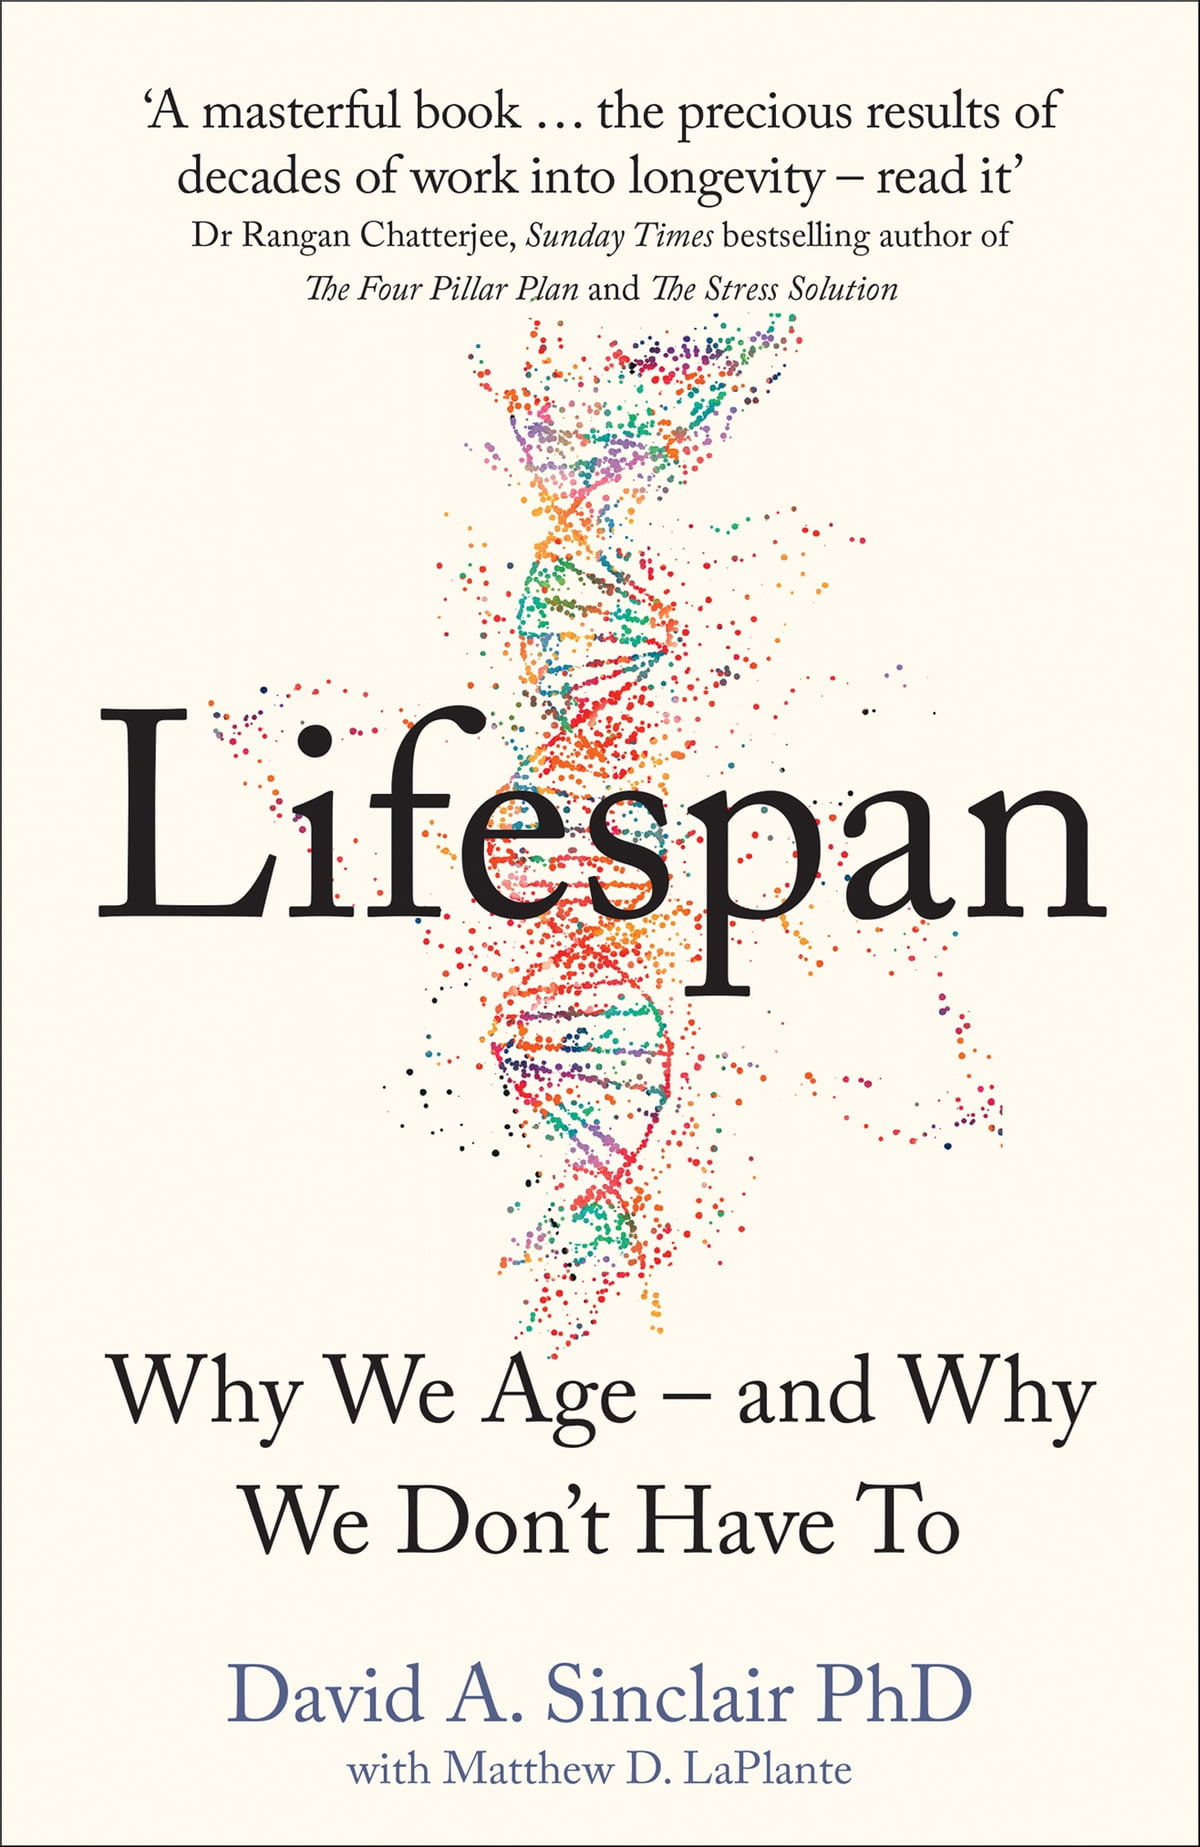 ‘A masterful book … the precious results of
decades of work into longevity – read it’
Dr Rangan Chatterjee, Sunday Times bestselling author of
The Four Pillar Plan and The Stress Solution
Lifespan
Why We Age – and Why
We Don’t Have To
David A. Sinclair PhD
with Matthew D. LaPlante